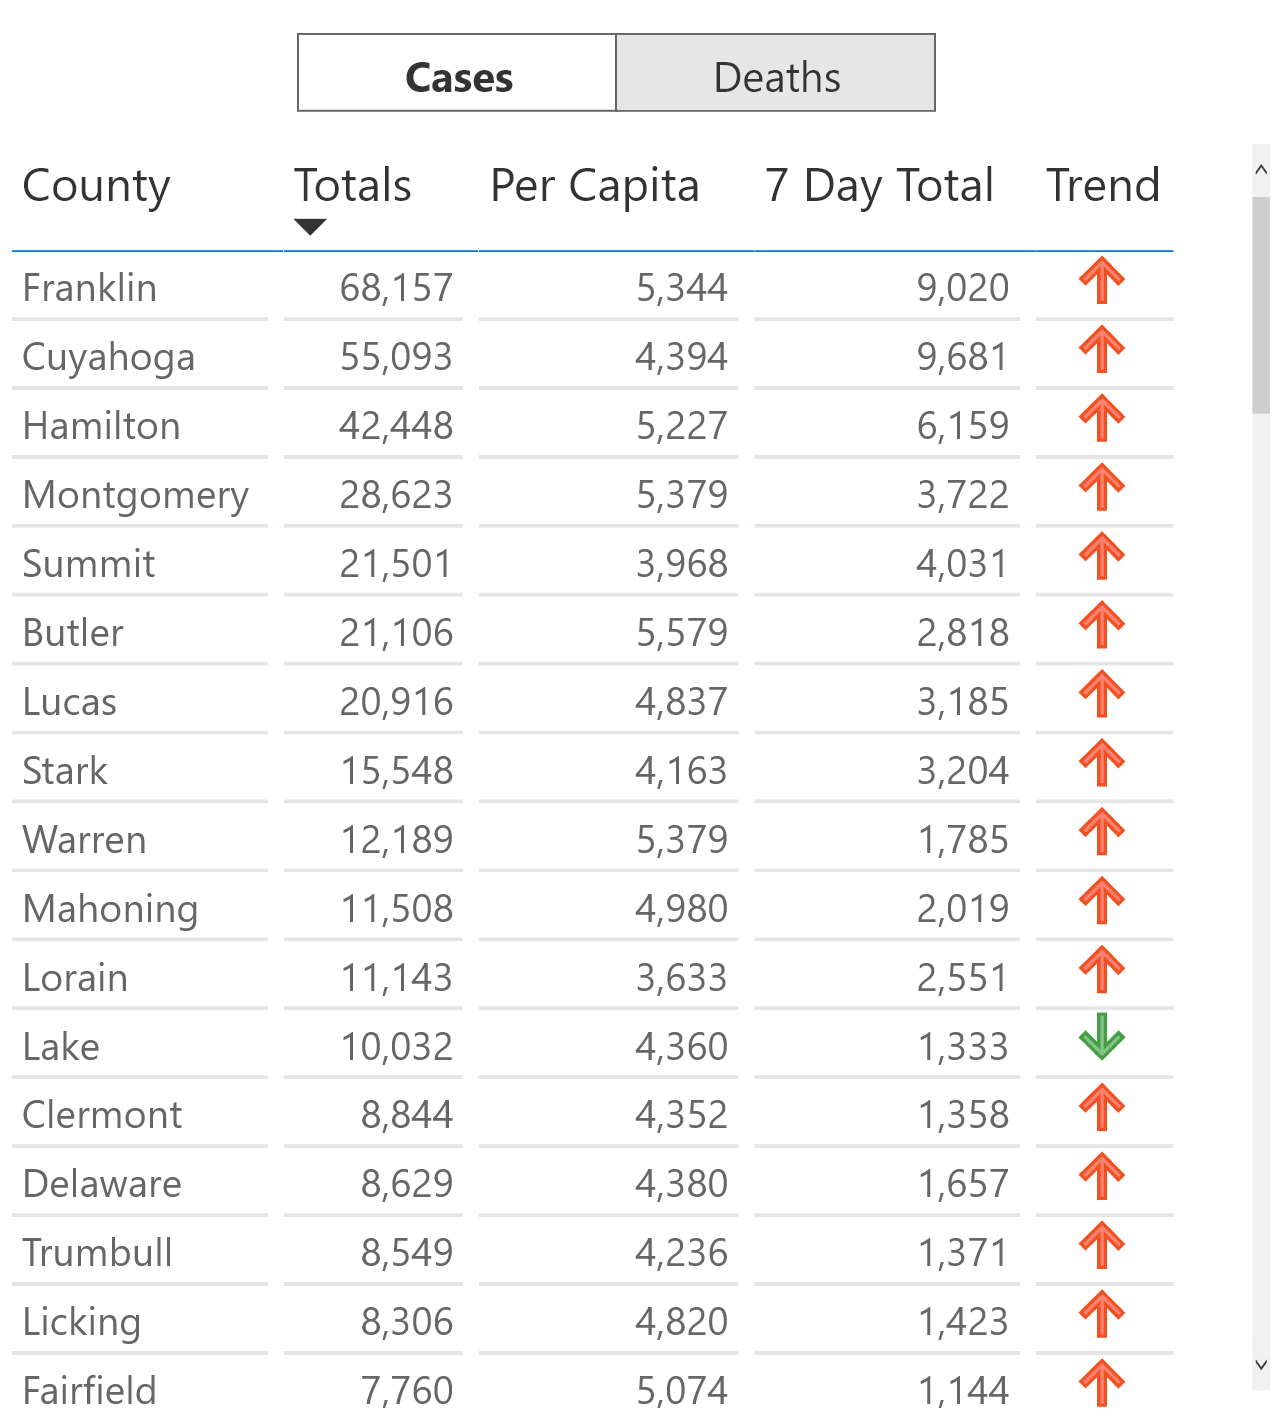 Cases Deaths
County Totals Per Capita 7 Day Total Trend
Franklin 68,157 5,344 9,020
Cuyahoga 55,093 4,394 9,681
Hamilton 42,448 5,227 6,159
Montgomery 28,623 5,379 3,722
Summit 21,501 3,968 4,031
Butler 21,106 5,579 2,818
Lucas 20,916 4,837 3,185
Stark 15,548 4,163 3,204
Warren 12,189 5,379 1,785
Mahoning 11,508 4,980 2,019
Lorain 11,143 3,633 2,551
Lake 10,032 4,360 1,333
Clermont 8,844 4,352 1,358
Delaware 8,629 4,380 1,657
Trumbull 8,549 4,236 1,371
Licking 8,306 4,820 1,423
Fairfield 7,760 5,074 1,144